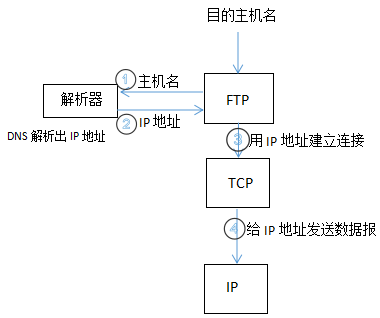 目的主机名
① 主机名
解析器
FTP
② IP 地址
DNS 解析出 IP 地址
③ 用 IP 地址建立连接
TCP
④ 给 IP 地址发送数据报
IP